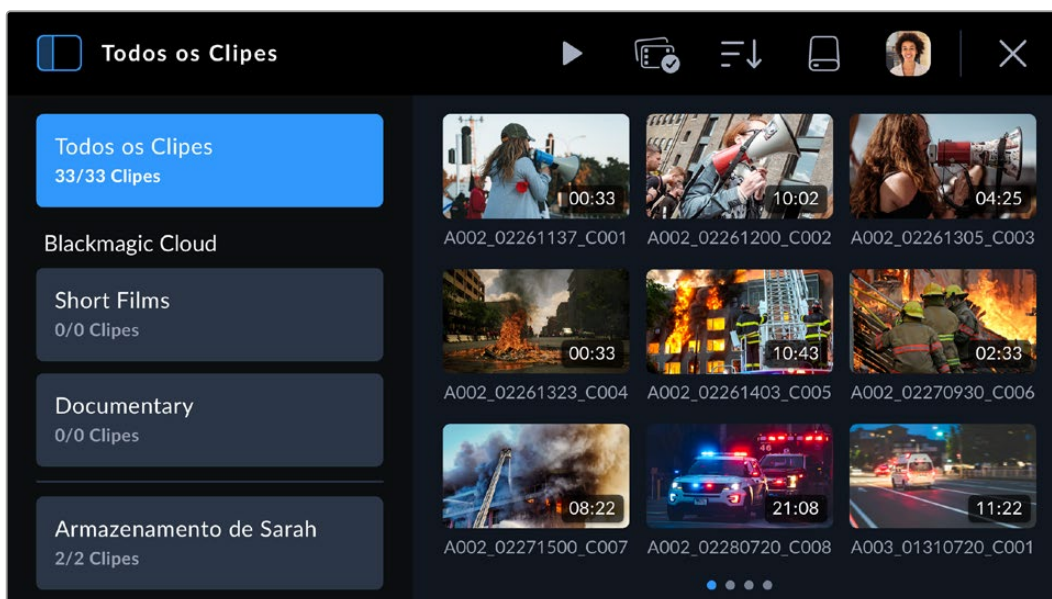 Todos os Clipes
Todos os Clipes
33/33 Clipes
Blackmagic Cloud
Short Films
0/0 Clipes
Documentary
0/0 Clipes
Armazenamento de Sarah
2/2 Clipes
00:33 10:02 04:25
A002_02261137_C001 A002_02261200_C002 A002_02261305_C003
00:33 10:43 02:33
A002_02261323_C004 A002_02261403_C005 A002_02270930_C006
08:22 21:08 11:22
A002_02271500_C007 A002_02280720_C008 A003_01310720_C001